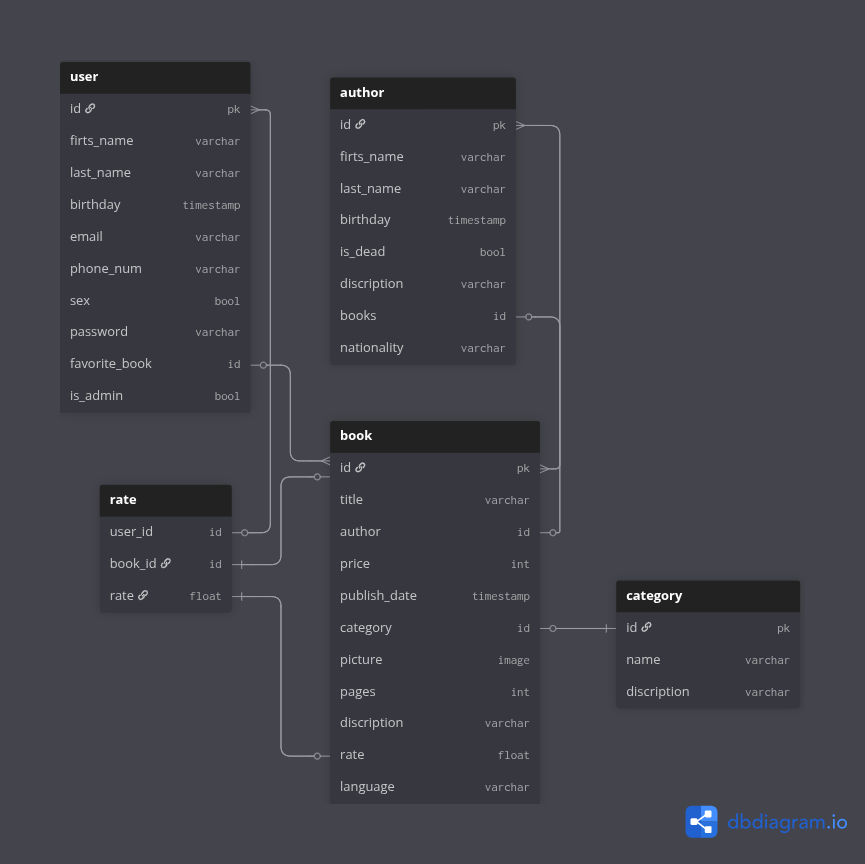 user
id pk
firts_name varchar
last_name varchar
birthday timestamp
email varchar
phone_num varchar
sex bool
password varchar
favorite_book id
is_admin bool
author
id pk
firts_name varchar
last_name varchar
birthday timestamp
is_dead bool
discription varchar
books id
nationality varchar
book
id pk
title varchar
author id
price int
publish_date timestamp
category id
picture image
pages int
discription varchar
rate float
language varchar
rate
user_id id
book_id id
rate float
category
id pk
name varchar
discription varchar
dbdiagram.io